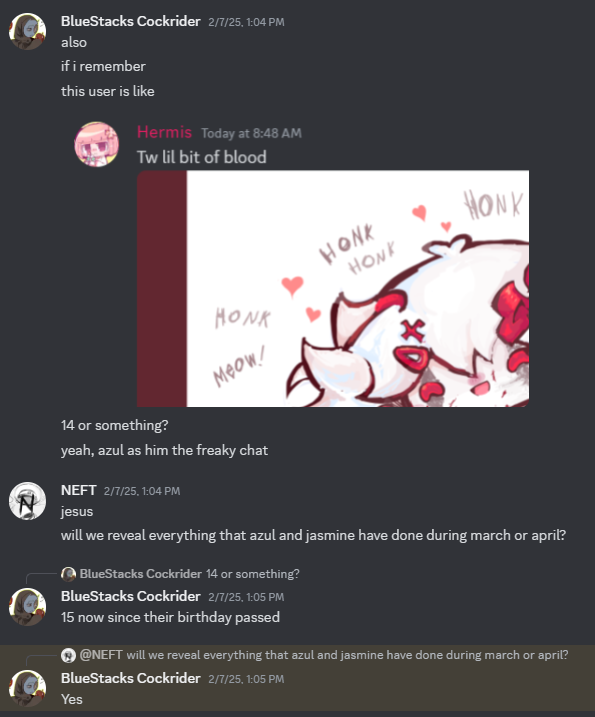 BlueStacks Cockrider 2/7/25, 1:04 PM
also
if i remember
this user is like
Hermis Today at 8:48 AM
Tw lil bit of blood
HONK
HONK
HONK
HONK
MEOW!
14 or something?
yeah, azul as him the freaky chat
NEFT 2/7/25, 1:04 PM
jesus
will we reveal everything that azul and jasmine have done during march or april?
BlueStacks Cockrider 14 or something?
BlueStacks Cockrider 2/7/25, 1:05 PM
15 now since their birthday passed
@NEFT will we reveal everything that azul and jasmine have done during march or april?
BlueStacks Cockrider 2/7/25, 1:05 PM
Yes